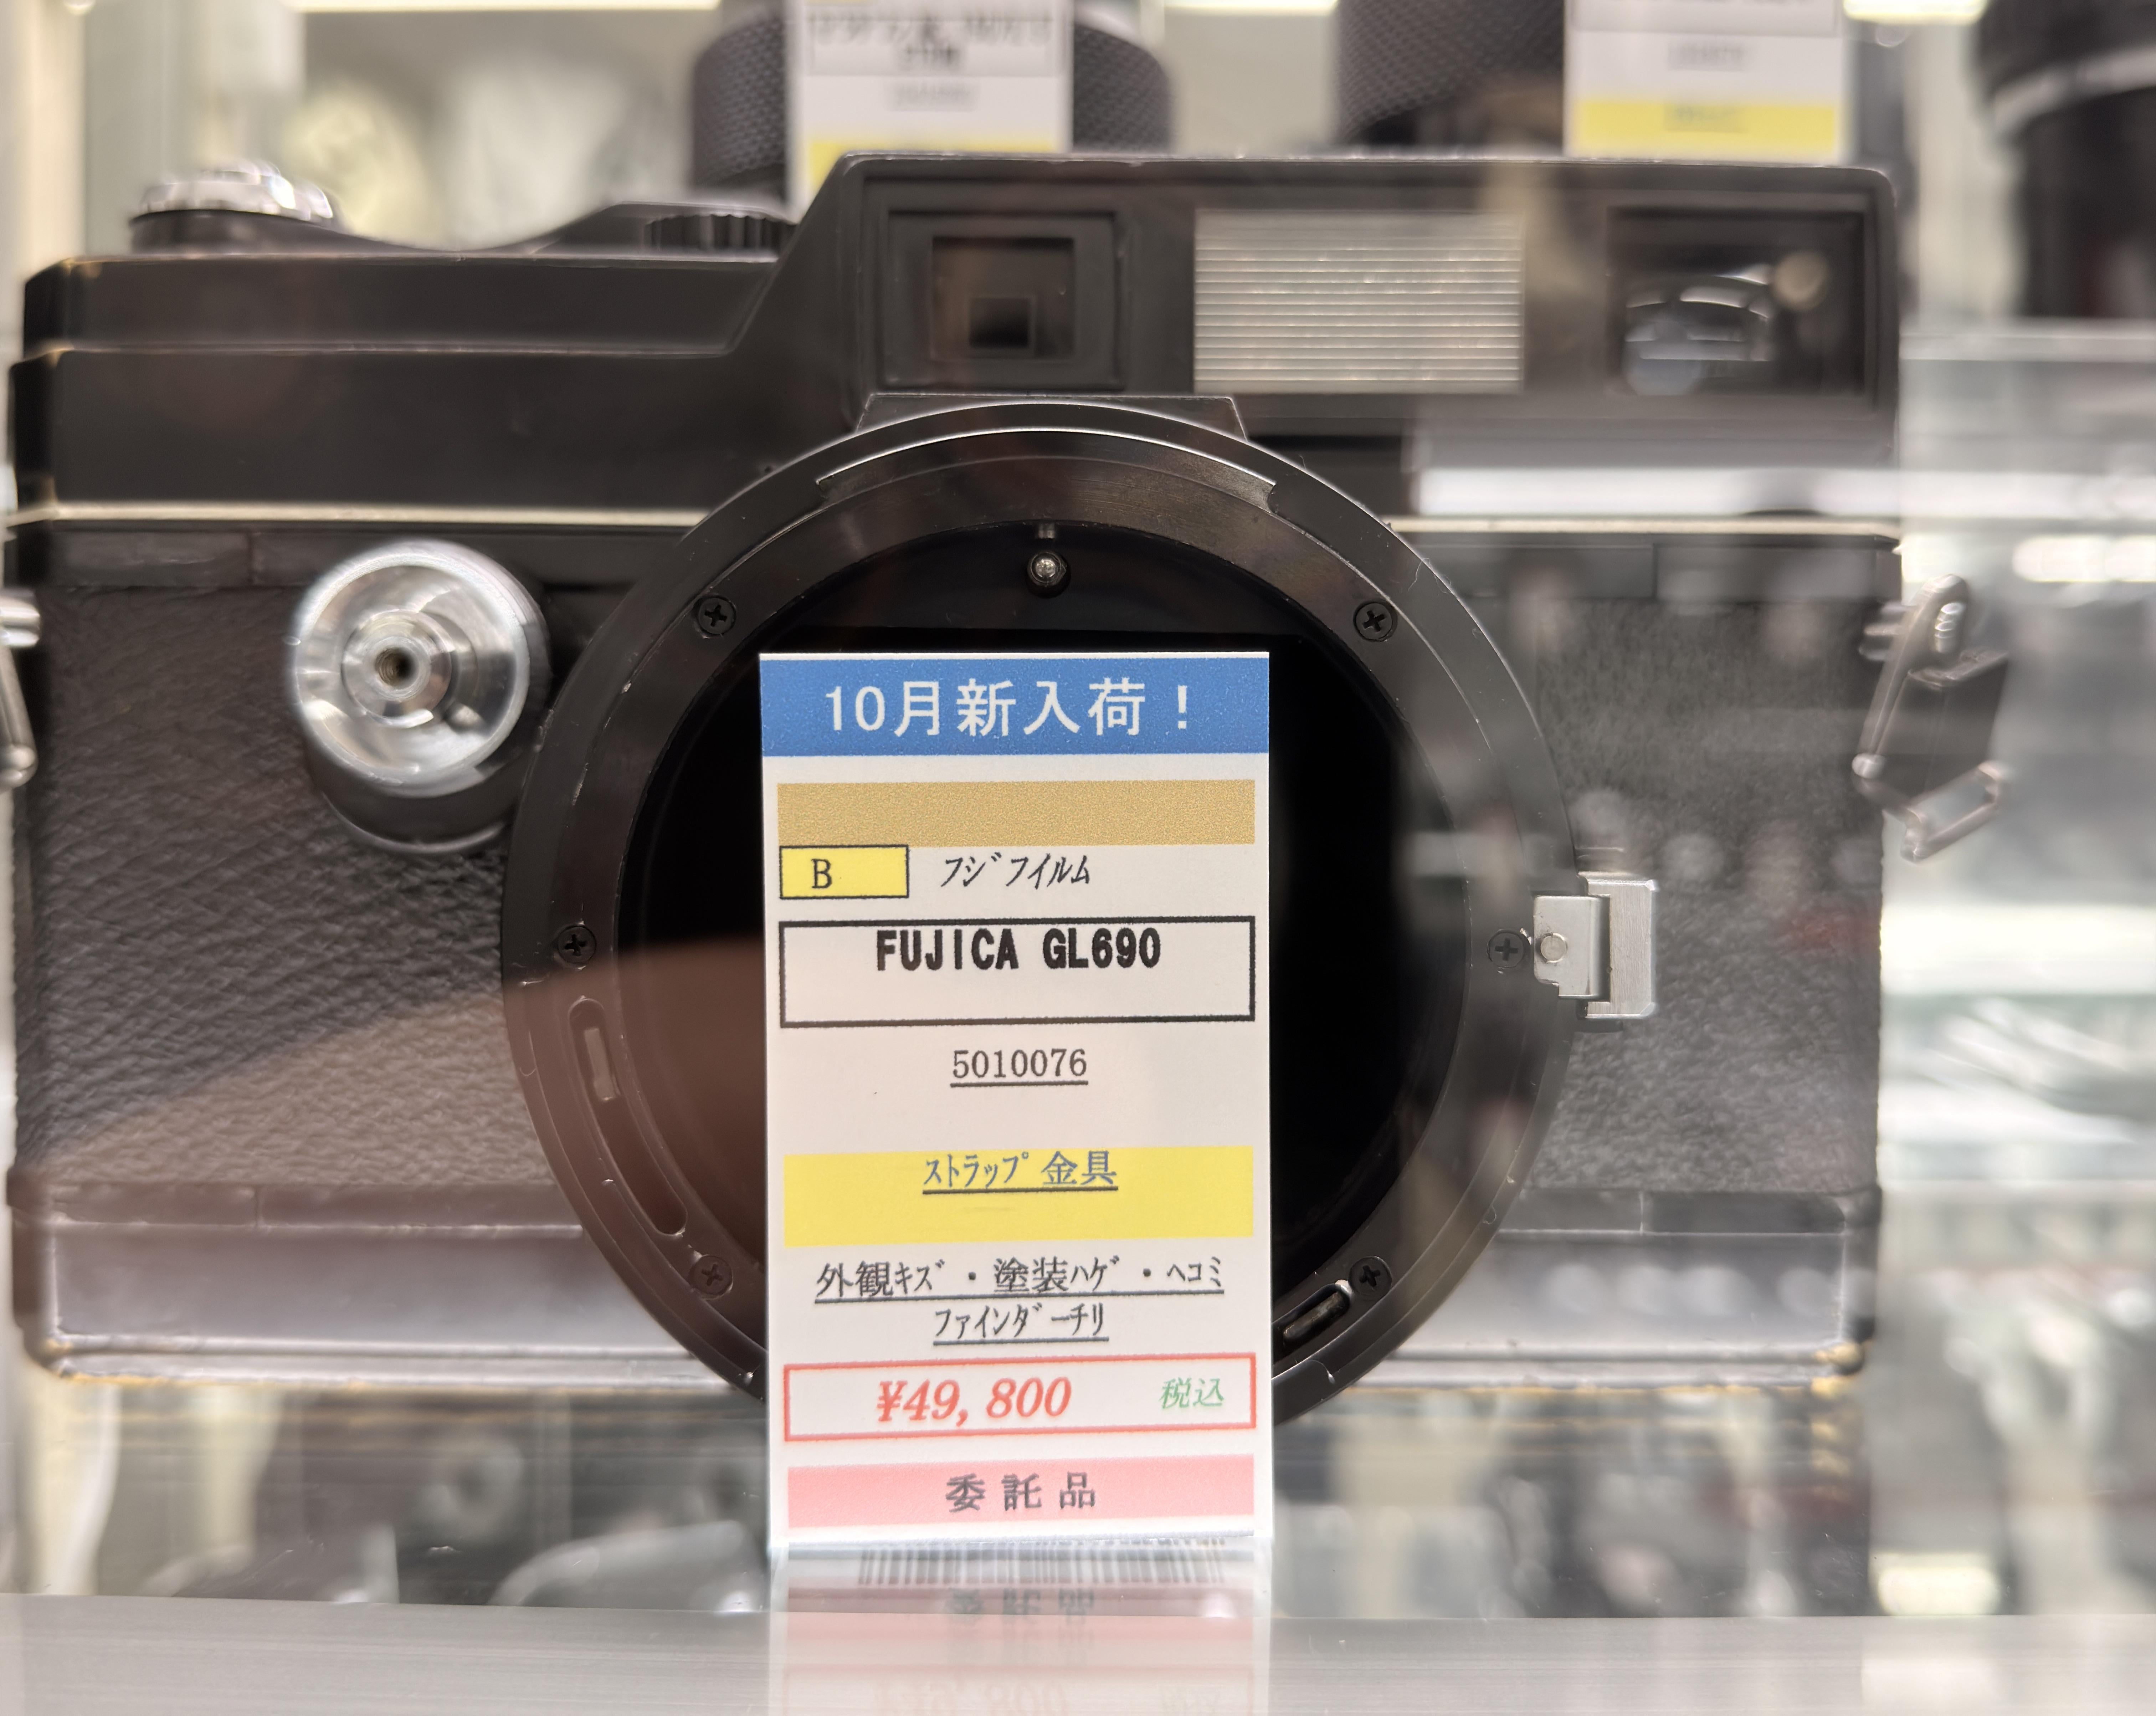 10月新入荷！
B ﾌｼﾞﾌｲﾙﾑ
FUJICA GL690
5010076
ｽﾄﾗｯﾌﾟ金具
外観ｷｽﾞ・塗装ﾊｹﾞ・ﾍｺﾐ
ﾌｧｲﾝﾀﾞｰﾁﾘ
¥49,800 税込
委託品